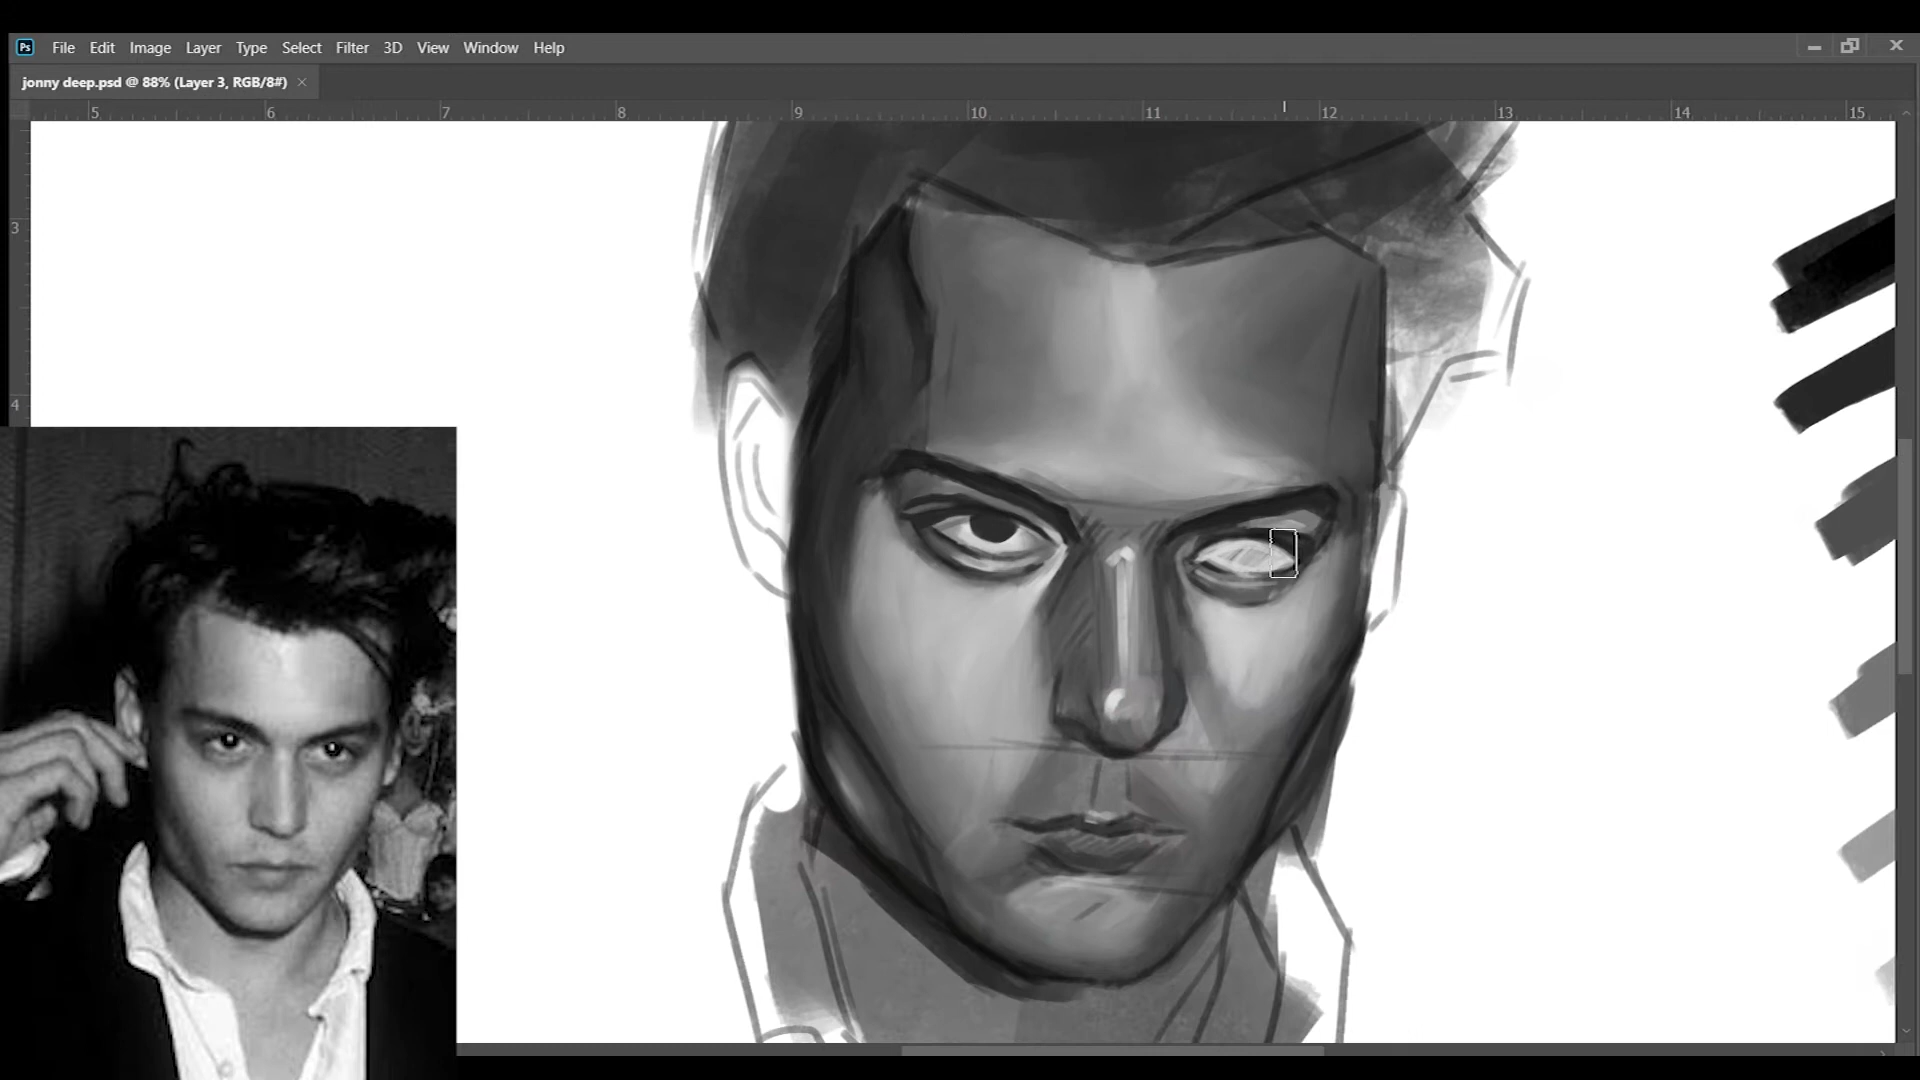 Ps File Edit Image Layer Type Select Filter 3D View Window Help
jonny deep.psd @ 88% (Layer 3, RGB/8#) ×
5 6 7 8 9 10 11 12 13 14 15
3
4